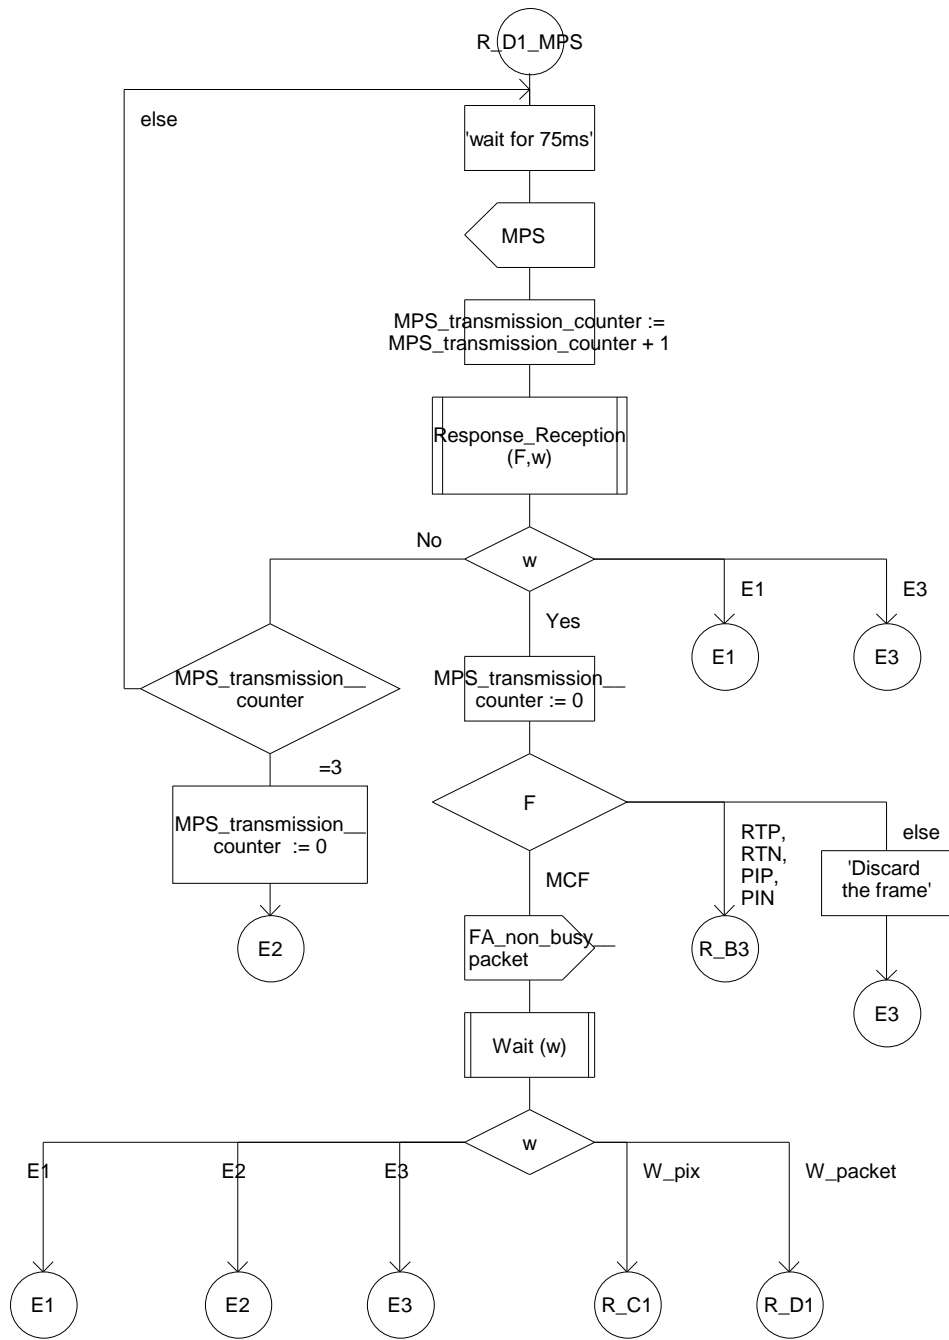 R_D1_MPS
else
'wait for 75ms'
MPS
MPS_transmission_counter :=
MPS_transmission_counter + 1
Response_Reception
(F,w)
No
w
E1
E3
Yes
E1
E3
MPS_transmission__
counter
MPS_transmission__
counter := 0
=3
MPS_transmission__
counter := 0
F
RTP,
RTN,
PIP,
PIN
else
'Discard
the frame'
MCF
E2
FA_non_busy__
packet
R_B3
E3
Wait (w)
w
E1
E2
E3
W_pix
W_packet
E1
E2
E3
R_C1
R_D1